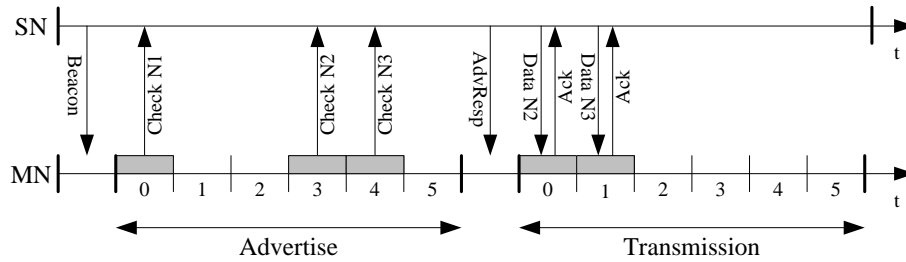 SN
t
Beacon
Check N1
Check N2
Check N3
AdvResp
Data N2
Ack
Data N3
Ack
MN
0 1 2 3 4 5 0 1 2 3 4 5
t
Advertise Transmission